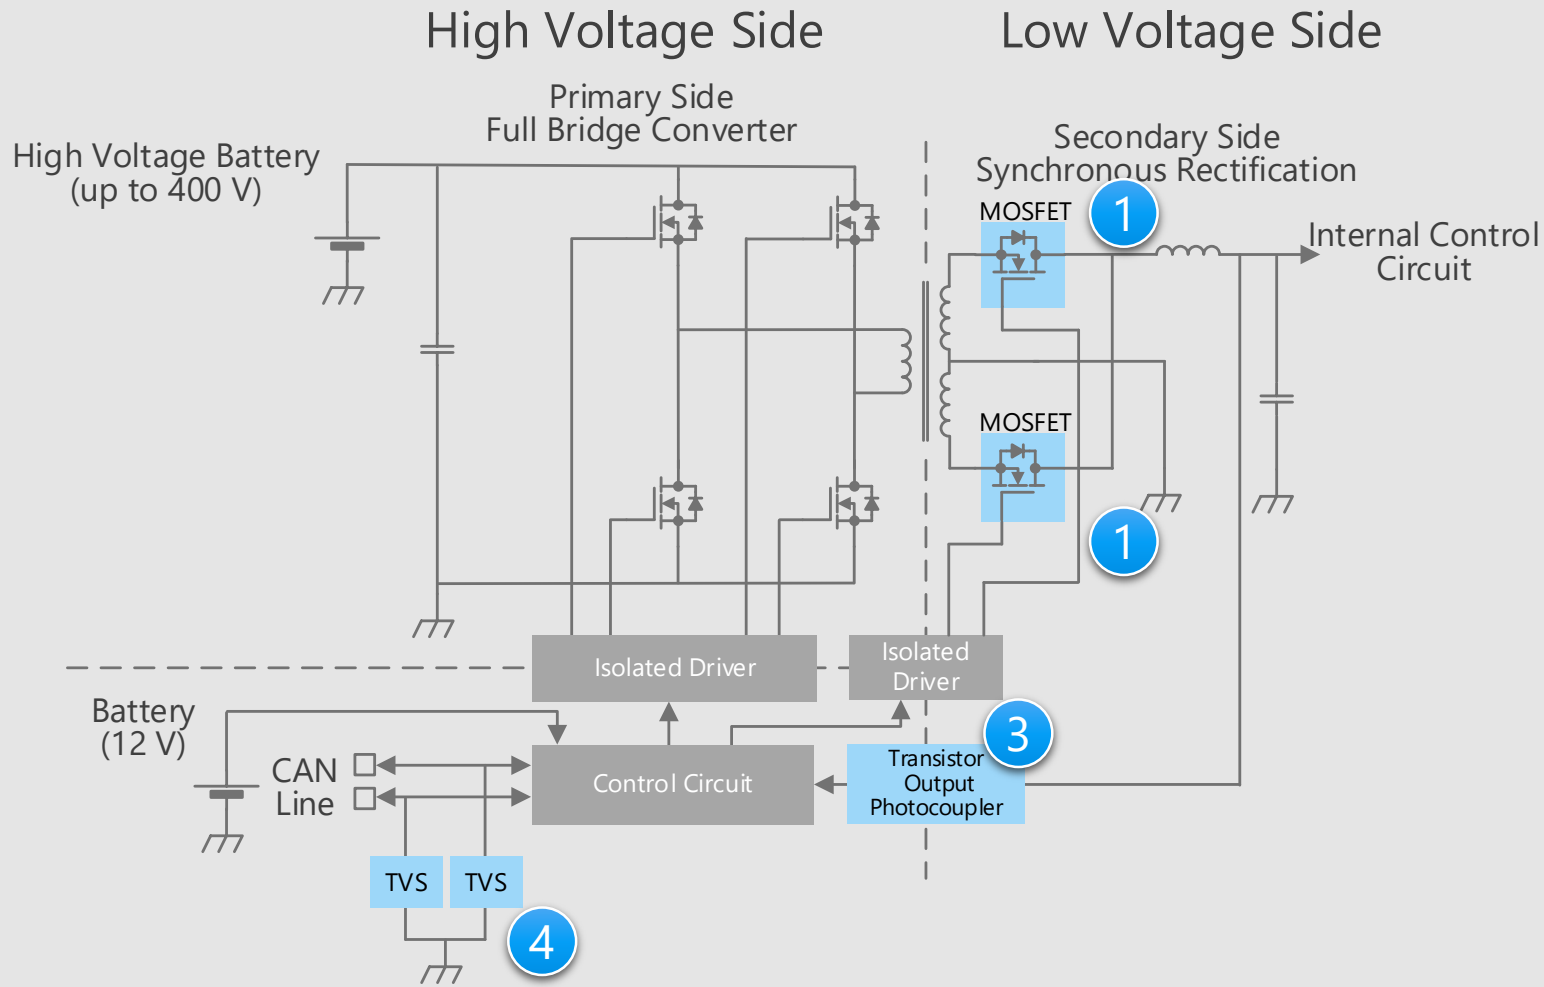 High Voltage Side
Low Voltage Side
Primary Side
Full Bridge Converter
Secondary Side
Synchronous Rectification
High Voltage Battery
(up to 400 V)
MOSFET
1
Internal Control
Circuit
MOSFET
1
Isolated Driver
Isolated
Driver
Battery
(12 V)
3
CAN
Line
Control Circuit
Transistor
Output
Photocoupler
TVS
TVS
4